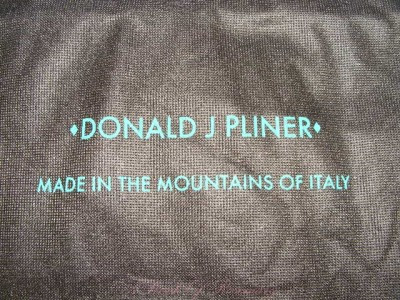 ♦DONALD J PLINER♦
MADE IN THE MOUNTAINS OF ITALY